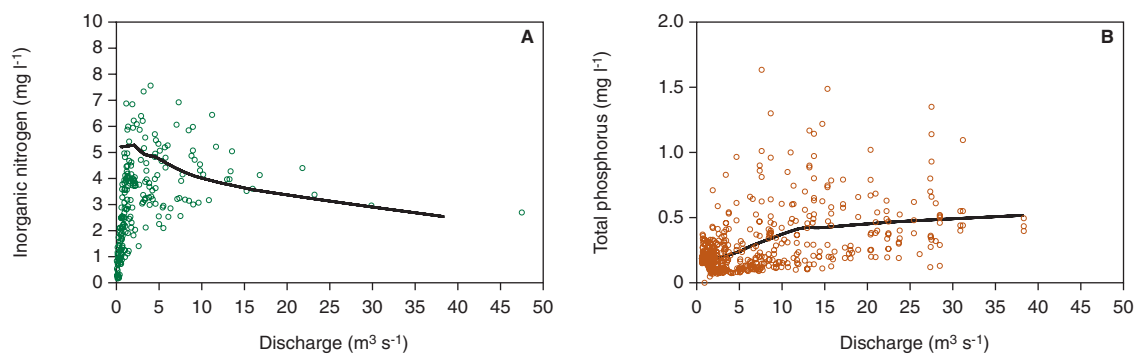 A
Inorganic nitrogen (mg l-1)
10
9
8
7
6
5
4
3
2
1
0
0 5 10 15 20 25 30 35 40 45 50
Discharge (m³ s-1)
B
Total phosphorus (mg l-1)
2.0
1.5
1.0
0.5
0
0 5 10 15 20 25 30 35 40 45 50
Discharge (m³ s-1)